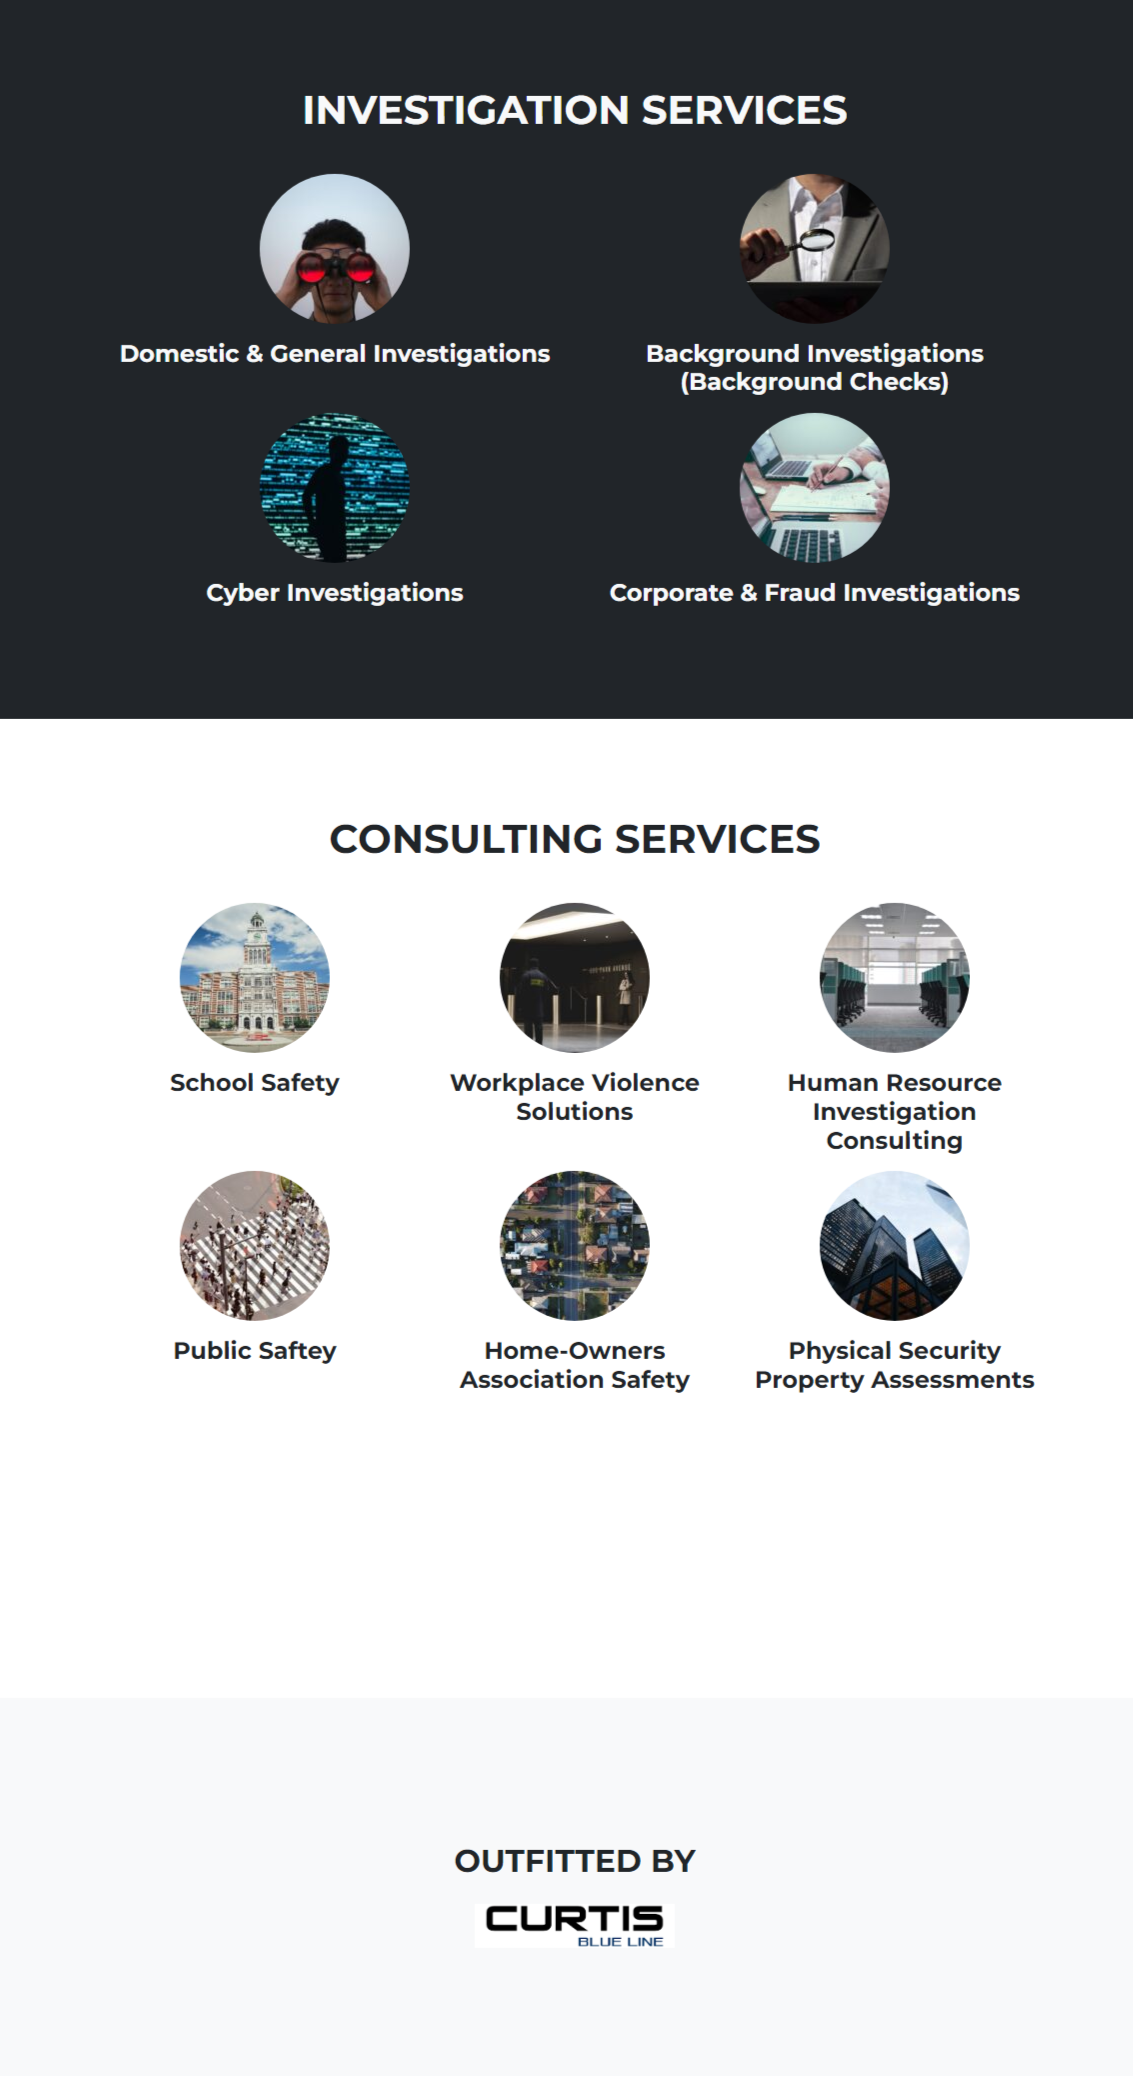 INVESTIGATION SERVICES
Domestic & General Investigations
Background Investigations
(Background Checks)
Cyber Investigations
Corporate & Fraud Investigations
CONSULTING SERVICES
School Safety
Workplace Violence
Solutions
Human Resource
Investigation
Consulting
Public Saftey
Home-Owners
Association Safety
Physical Security
Property Assessments
OUTFITTED BY
CURTIS
BLUE LINE